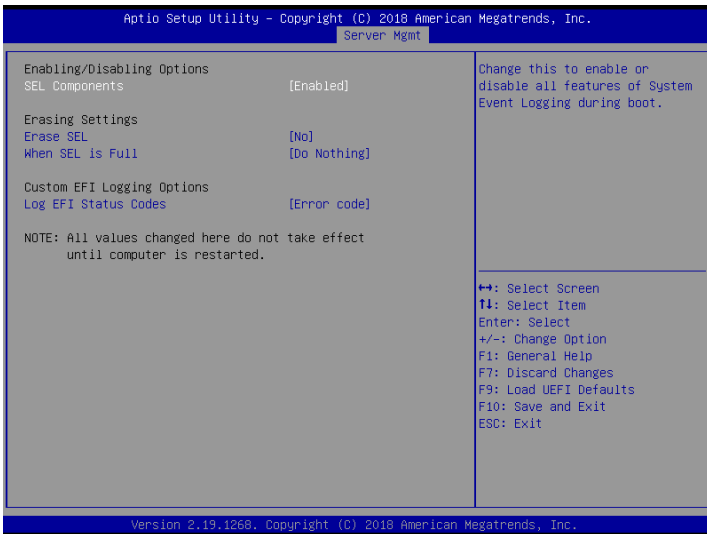 Aptio Setup Utility – Copyright (C) 2018 American Megatrends, Inc.
Server Mgmt
Enabling/Disabling Options
SEL Components [Enabled]
Erasing Settings
Erase SEL [No]
When SEL is Full [Do Nothing]
Custom EFI Logging Options
Log EFI Status Codes [Error code]
NOTE: All values changed here do not take effect
until computer is restarted.
Change this to enable or
disable all features of System
Event Logging during boot.
↔: Select Screen
↑↓: Select Item
Enter: Select
+/-: Change Option
F1: General Help
F7: Discard Changes
F9: Load UEFI Defaults
F10: Save and Exit
ESC: Exit
Version 2.19.1268. Copyright (C) 2018 American Megatrends, Inc.